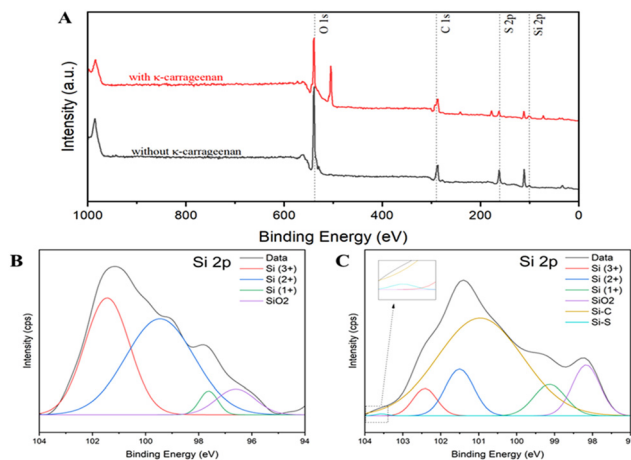 A
O 1s
C 1s
S 2p
Si 2p
with κ-carrageenan
without κ-carrageenan
Intensity (a.u.)
1000 800 600 400 200 0
Binding Energy (eV)
B
Si 2p
Data
Si (3+)
Si (2+)
Si (1+)
SiO2
Intensity (cps)
104 102 100 98 96 94
Binding Energy (eV)
C
Si 2p
Data
Si (3+)
Si (2+)
Si (1+)
SiO2
Si-C
Si-S
Intensity (cps)
104 103 102 101 100 99 98 97
Binding Energy (eV)